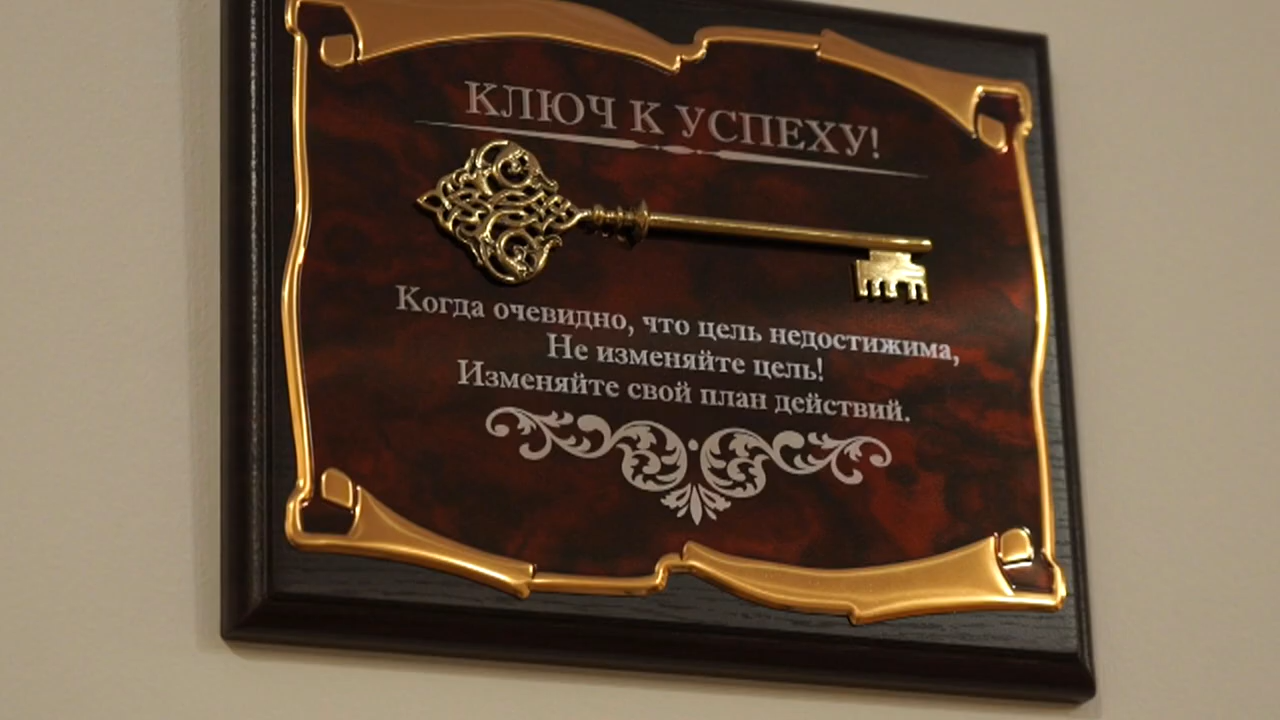 КЛЮЧ К УСПЕХУ!
Когда очевидно, что цель недостижима,
Не изменяйте цель!
Изменяйте свой план действий.